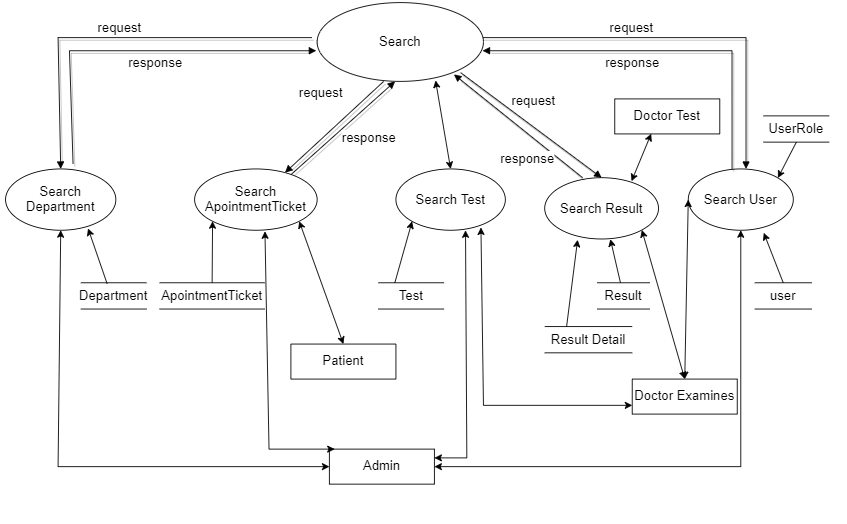 request
Search
request
response
response
request
request
Doctor Test
UserRole
response
response
Search
Department
Search
ApointmentTicket
Search Test
Search Result
Search User
Department
ApointmentTicket
Test
Result
user
Result Detail
Patient
Doctor Examines
Admin